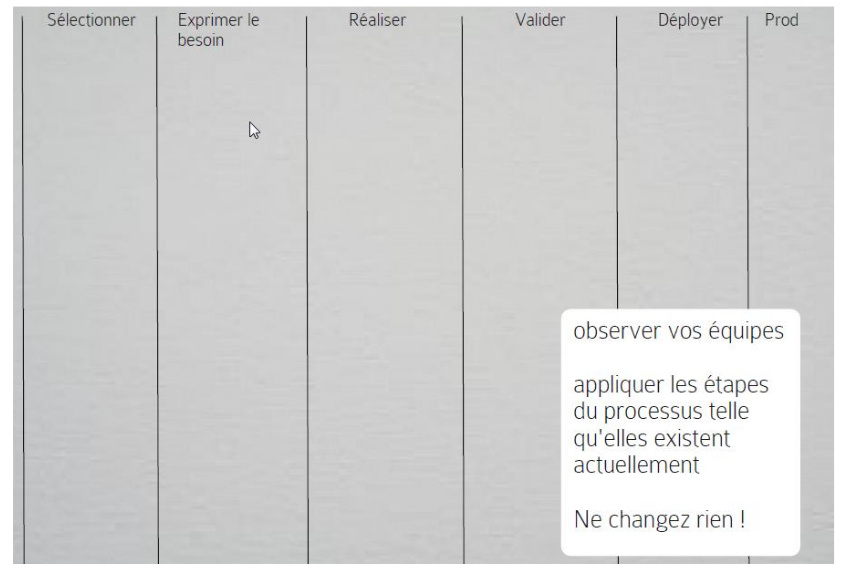 Sélectionner
Exprimer le
besoin
Réaliser
Valider
Déployer
Prod
observer vos équipes
appliquer les étapes
du processus telle
qu'elles existent
actuellement
Ne changez rien !